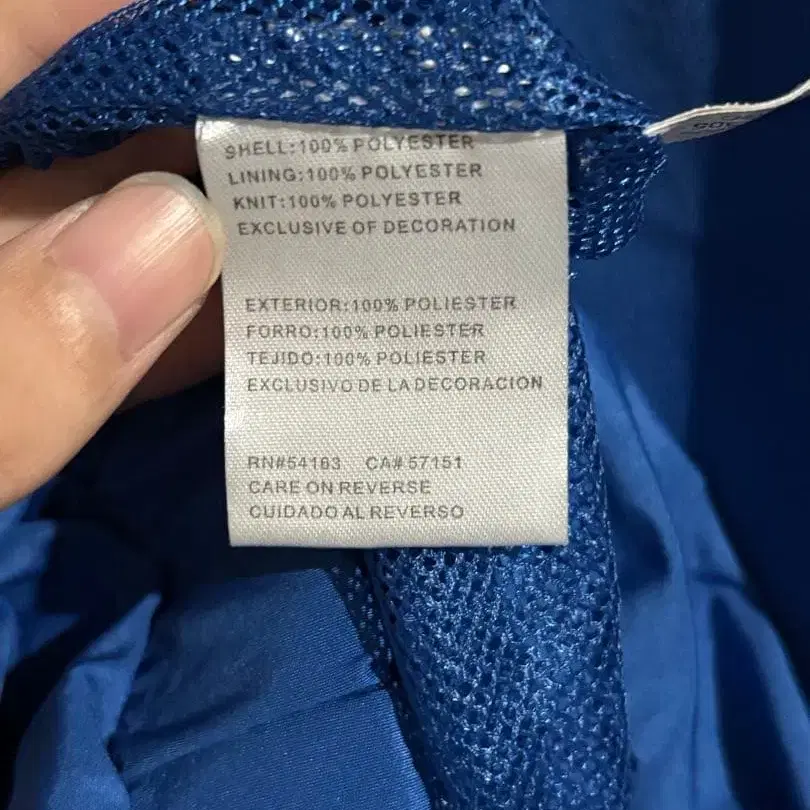 SHELL:100% POLYESTER
LINING:100% POLYESTER
KNIT:100% POLYESTER
EXCLUSIVE OF DECORATION
EXTERIOR:100% POLIESTER
FORRO:100% POLIESTER
TEJIDO:100% POLIESTER
EXCLUSIVO DE LA DECORACION
RN#54163 CA# 57151
CARE ON REVERSE
CUIDADO AL REVERSO